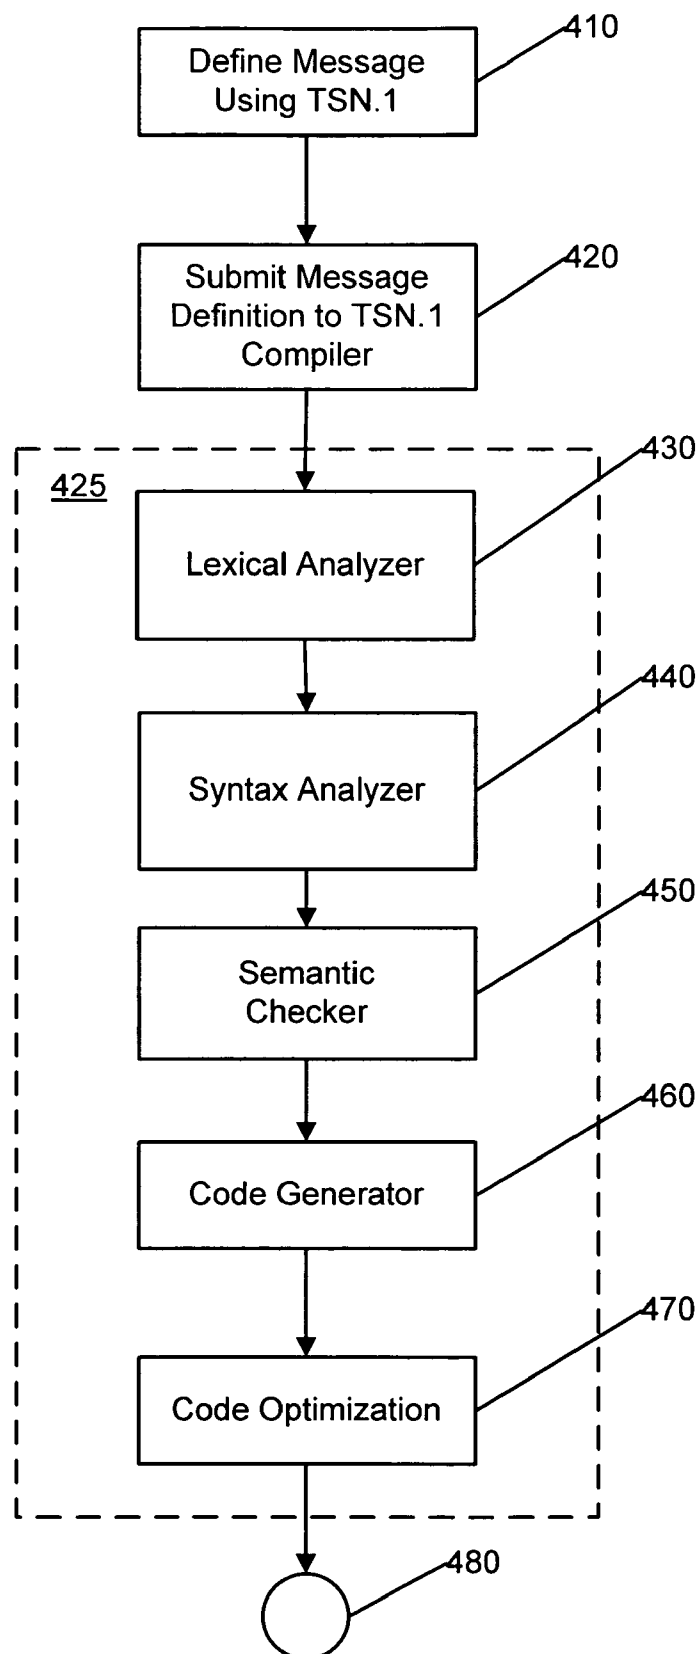 410
Define Message
Using TSN.1
420
Submit Message
Definition to TSN.1
Compiler
430
425
Lexical Analyzer
440
Syntax Analyzer
450
Semantic
Checker
460
Code Generator
470
Code Optimization
480